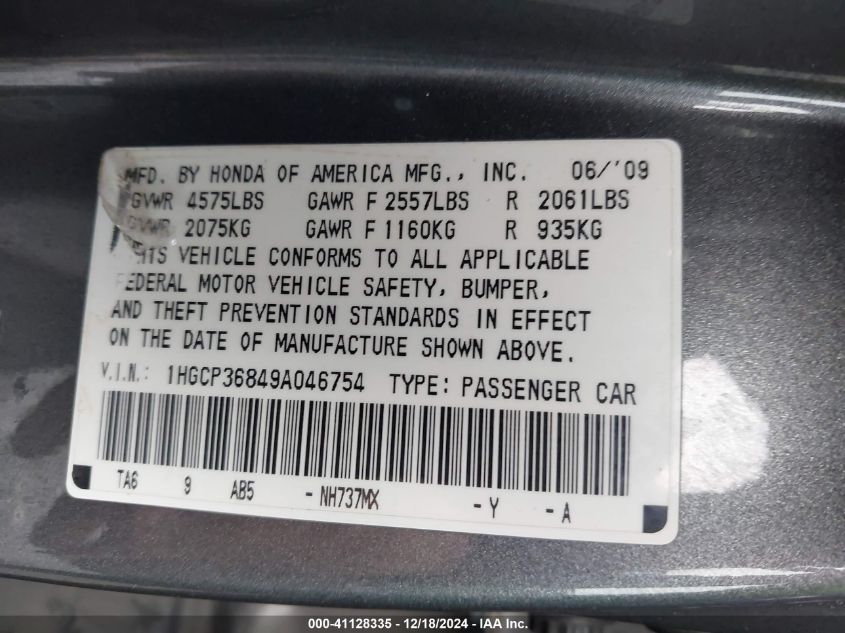 MFD. BY HONDA OF AMERICA MFG., INC. 06/'09
GVWR 4575LBS GAWR F 2557LBS R 2061LBS
GVWR 2075KG GAWR F 1160KG R 935KG
THIS VEHICLE CONFORMS TO ALL APPLICABLE
FEDERAL MOTOR VEHICLE SAFETY, BUMPER,
AND THEFT PREVENTION STANDARDS IN EFFECT
ON THE DATE OF MANUFACTURE SHOWN ABOVE.
V.I.N.: 1HGCP36849A046754 TYPE: PASSENGER CAR
TA6 9 AB5 -NH737MX -Y -A
000-41128335 - 12/18/2024 - IAA Inc.